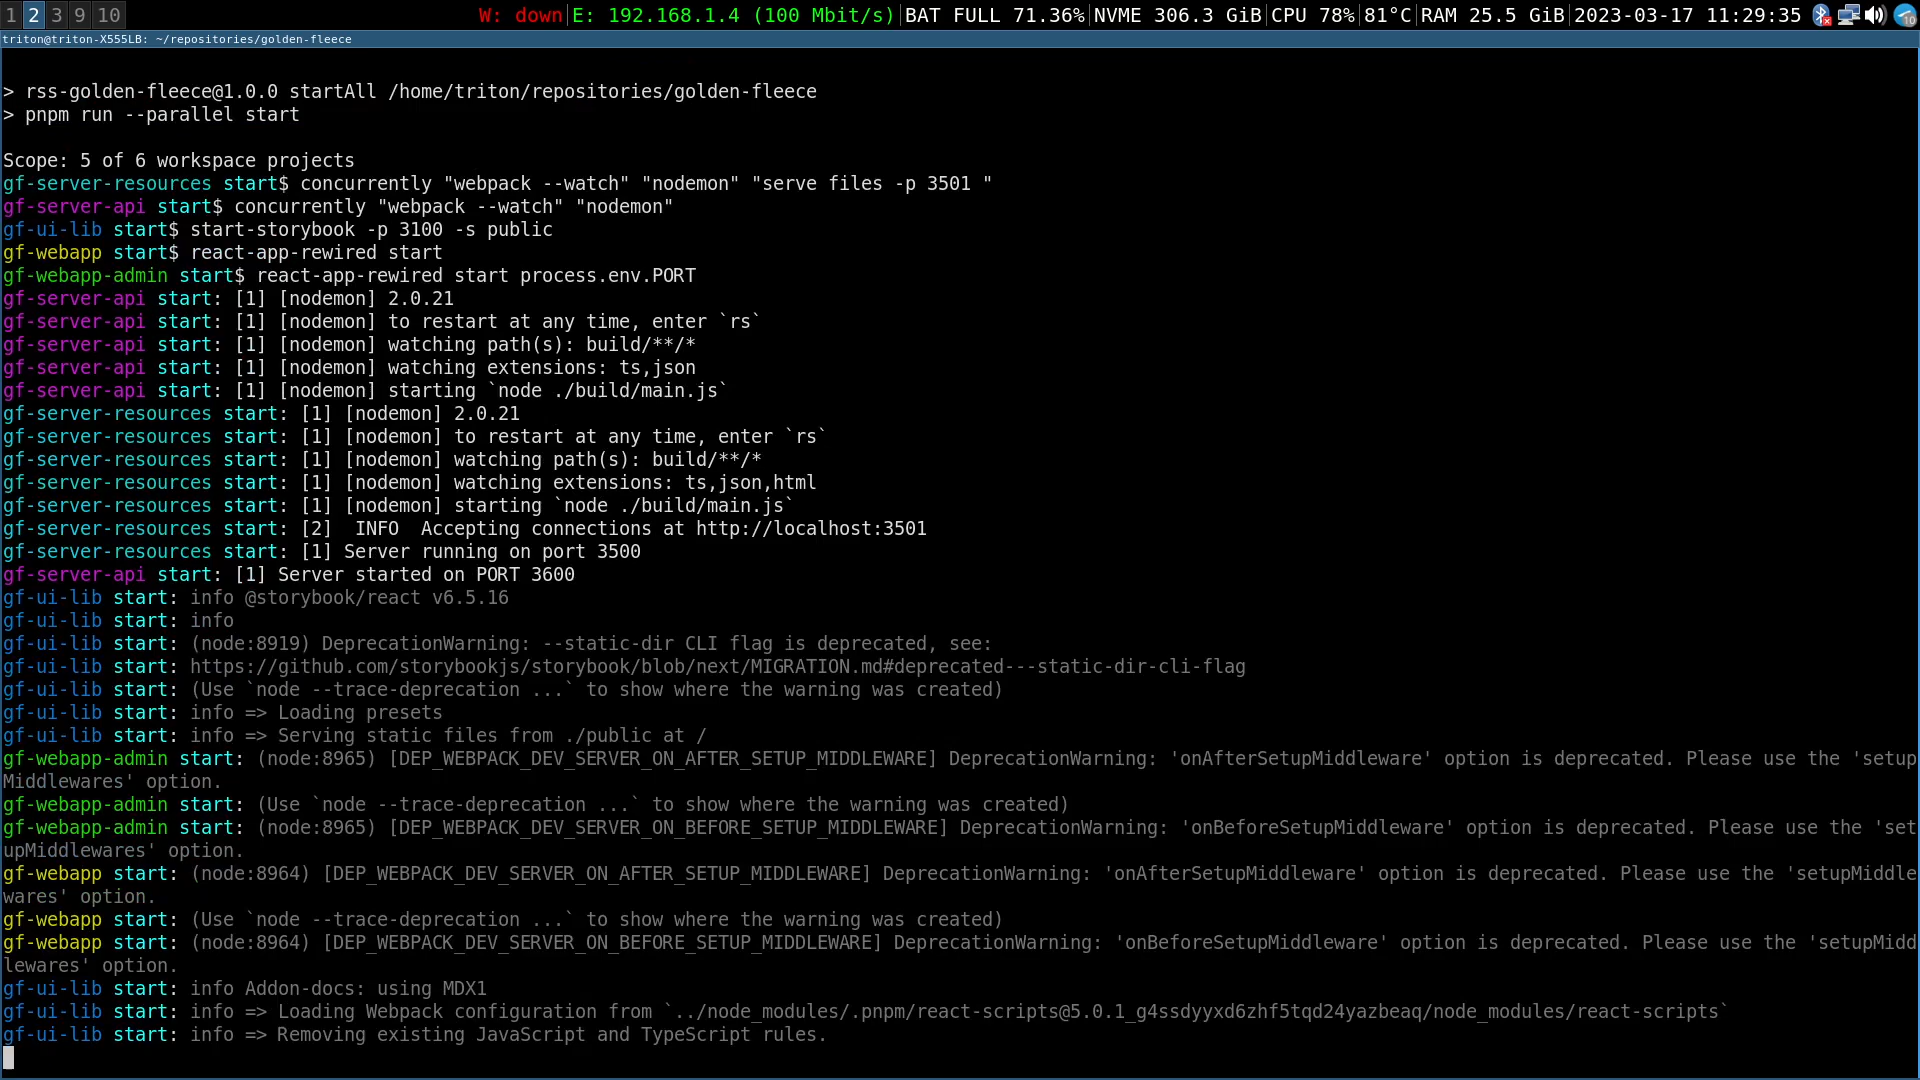 1 2 3 9 10 W: down|E: 192.168.1.4 (100 Mbit/s)|BAT FULL 71.36%|NVME 306.3 GiB|CPU 78%|81°C|RAM 25.5 GiB|2023-03-17 11:29:35
triton@triton-X555LB: ~/repositories/golden-fleece
> rss-golden-fleece@1.0.0 startAll /home/triton/repositories/golden-fleece
> pnpm run --parallel start
Scope: 5 of 6 workspace projects
gf-server-resources start$ concurrently "webpack --watch" "nodemon" "serve files -p 3501 "
gf-server-api start$ concurrently "webpack --watch" "nodemon"
gf-ui-lib start$ start-storybook -p 3100 -s public
gf-webapp start$ react-app-rewired start
gf-webapp-admin start$ react-app-rewired start process.env.PORT
gf-server-api start: [1] [nodemon] 2.0.21
gf-server-api start: [1] [nodemon] to restart at any time, enter `rs`
gf-server-api start: [1] [nodemon] watching path(s): build/**/*
gf-server-api start: [1] [nodemon] watching extensions: ts,json
gf-server-api start: [1] [nodemon] starting `node ./build/main.js`
gf-server-resources start: [1] [nodemon] 2.0.21
gf-server-resources start: [1] [nodemon] to restart at any time, enter `rs`
gf-server-resources start: [1] [nodemon] watching path(s): build/**/*
gf-server-resources start: [1] [nodemon] watching extensions: ts,json,html
gf-server-resources start: [1] [nodemon] starting `node ./build/main.js`
gf-server-resources start: [2]  INFO  Accepting connections at http://localhost:3501
gf-server-resources start: [1] Server running on port 3500
gf-server-api start: [1] Server started on PORT 3600
gf-ui-lib start: info @storybook/react v6.5.16
gf-ui-lib start: info
gf-ui-lib start: (node:8919) DeprecationWarning: --static-dir CLI flag is deprecated, see:
gf-ui-lib start: https://github.com/storybookjs/storybook/blob/next/MIGRATION.md#deprecated---static-dir-cli-flag
gf-ui-lib start: (Use `node --trace-deprecation ...` to show where the warning was created)
gf-ui-lib start: info => Loading presets
gf-ui-lib start: info => Serving static files from ./public at /
gf-webapp-admin start: (node:8965) [DEP_WEBPACK_DEV_SERVER_ON_AFTER_SETUP_MIDDLEWARE] DeprecationWarning: 'onAfterSetupMiddleware' option is deprecated. Please use the 'setup
Middlewares' option.
gf-webapp-admin start: (Use `node --trace-deprecation ...` to show where the warning was created)
gf-webapp-admin start: (node:8965) [DEP_WEBPACK_DEV_SERVER_ON_BEFORE_SETUP_MIDDLEWARE] DeprecationWarning: 'onBeforeSetupMiddleware' option is deprecated. Please use the 'set
upMiddlewares' option.
gf-webapp start: (node:8964) [DEP_WEBPACK_DEV_SERVER_ON_AFTER_SETUP_MIDDLEWARE] DeprecationWarning: 'onAfterSetupMiddleware' option is deprecated. Please use the 'setupMiddle
wares' option.
gf-webapp start: (Use `node --trace-deprecation ...` to show where the warning was created)
gf-webapp start: (node:8964) [DEP_WEBPACK_DEV_SERVER_ON_BEFORE_SETUP_MIDDLEWARE] DeprecationWarning: 'onBeforeSetupMiddleware' option is deprecated. Please use the 'setupMidd
lewares' option.
gf-ui-lib start: info Addon-docs: using MDX1
gf-ui-lib start: info => Loading Webpack configuration from `../node_modules/.pnpm/react-scripts@5.0.1_g4ssdyyxd6zhf5tqd24yazbeaq/node_modules/react-scripts`
gf-ui-lib start: info => Removing existing JavaScript and TypeScript rules.